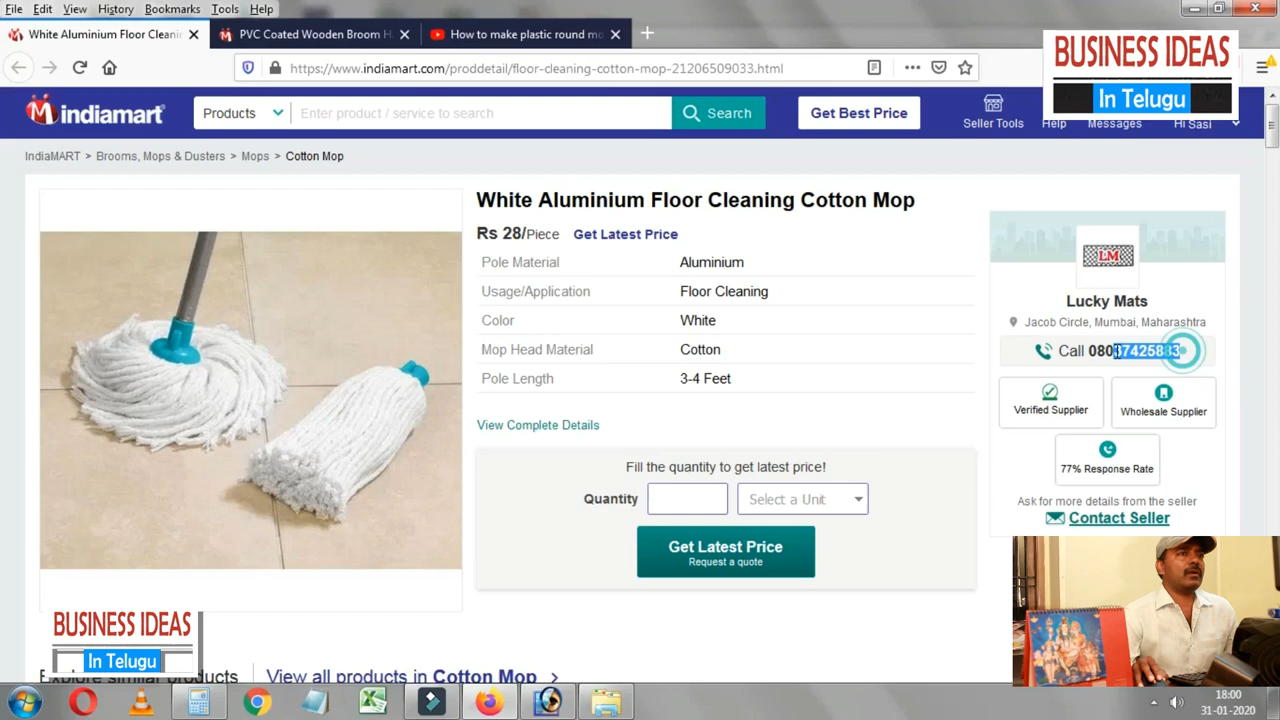 File Edit View History Bookmarks Tools Help
White Aluminium Floor Cleanin
PVC Coated Wooden Broom H
How to make plastic round mo
https://www.indiamart.com/proddetail/floor-cleaning-cotton-mop-21206509033.html
BUSINESS IDEAS
In Telugu
indiamart
Products
Enter product / service to search
Search
Get Best Price
Seller Tools
Help
Messages
Hi Sasi
IndiaMART > Brooms, Mops & Dusters > Mops > Cotton Mop
White Aluminium Floor Cleaning Cotton Mop
Rs 28/Piece Get Latest Price
Pole Material Aluminium
Usage/Application Floor Cleaning
Color White
Mop Head Material Cotton
Pole Length 3-4 Feet
View Complete Details
Fill the quantity to get latest price!
Quantity Select a Unit
Get Latest Price
Request a quote
LM
Lucky Mats
Jacob Circle, Mumbai, Maharashtra
Call
Verified Supplier
Wholesale Supplier
77% Response Rate
Ask for more details from the seller
Contact Seller
BUSINESS IDEAS
In Telugu
Explore similar products
View all products in Cotton Mop >
18:00
31-01-2020